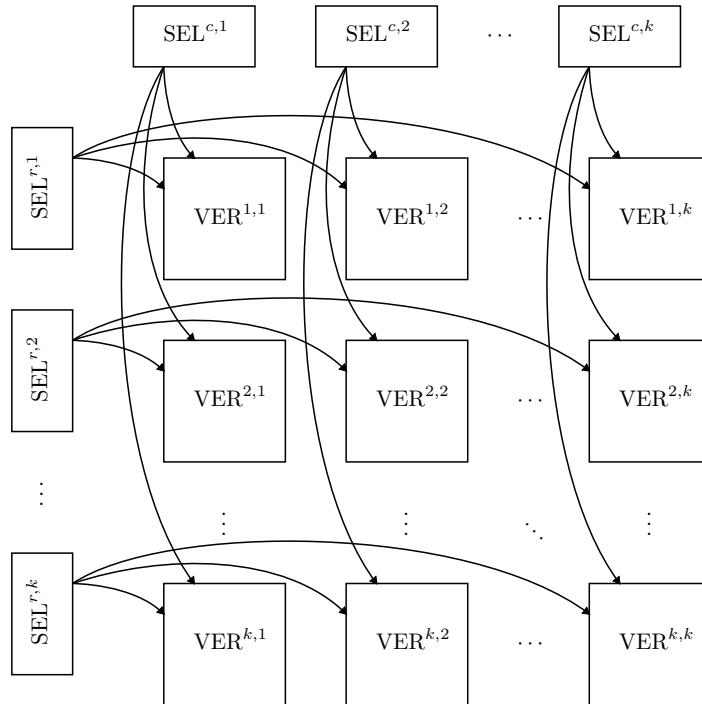 SEL^{c,1} SEL^{c,2} ⋯ SEL^{c,k}
SEL^{r,1} VER^{1,1} VER^{1,2} ⋯ VER^{1,k}
SEL^{r,2} VER^{2,1} VER^{2,2} ⋯ VER^{2,k}
⋮ ⋮ ⋮ ⋱ ⋮
SEL^{r,k} VER^{k,1} VER^{k,2} ⋯ VER^{k,k}